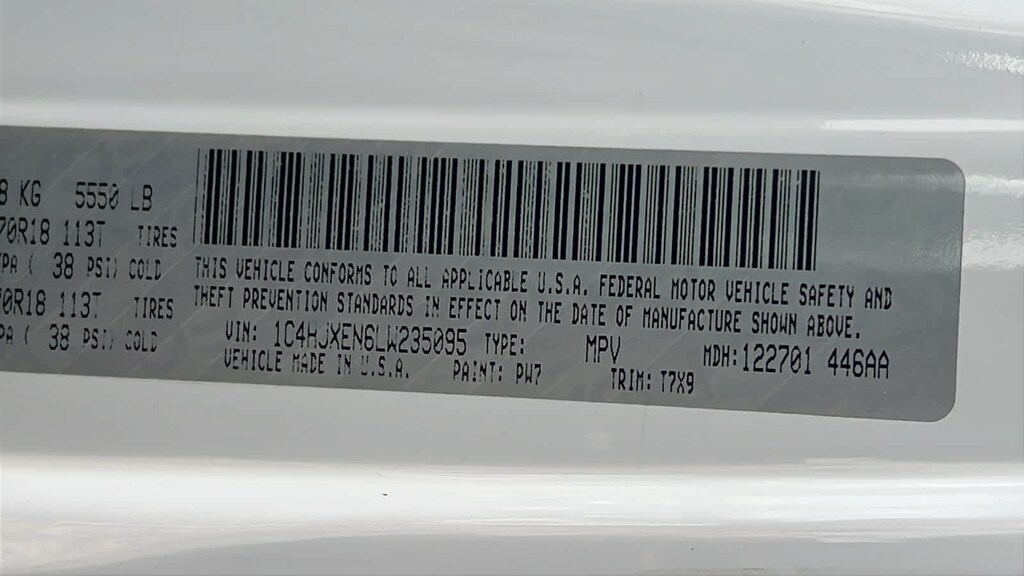 8 KG 5550 LB
70R18 113T TIRES
PA ( 38 PSI) COLD
70R18 113T TIRES
PA ( 38 PSI) COLD
THIS VEHICLE CONFORMS TO ALL APPLICABLE U.S.A. FEDERAL MOTOR VEHICLE SAFETY AND
THEFT PREVENTION STANDARDS IN EFFECT ON THE DATE OF MANUFACTURE SHOWN ABOVE.
VIN: 1C4HJXEN6LW235095 TYPE: MPV MDH:122701 446AA
VEHICLE MADE IN U.S.A. PAINT: PW7 TRIM: T7X9